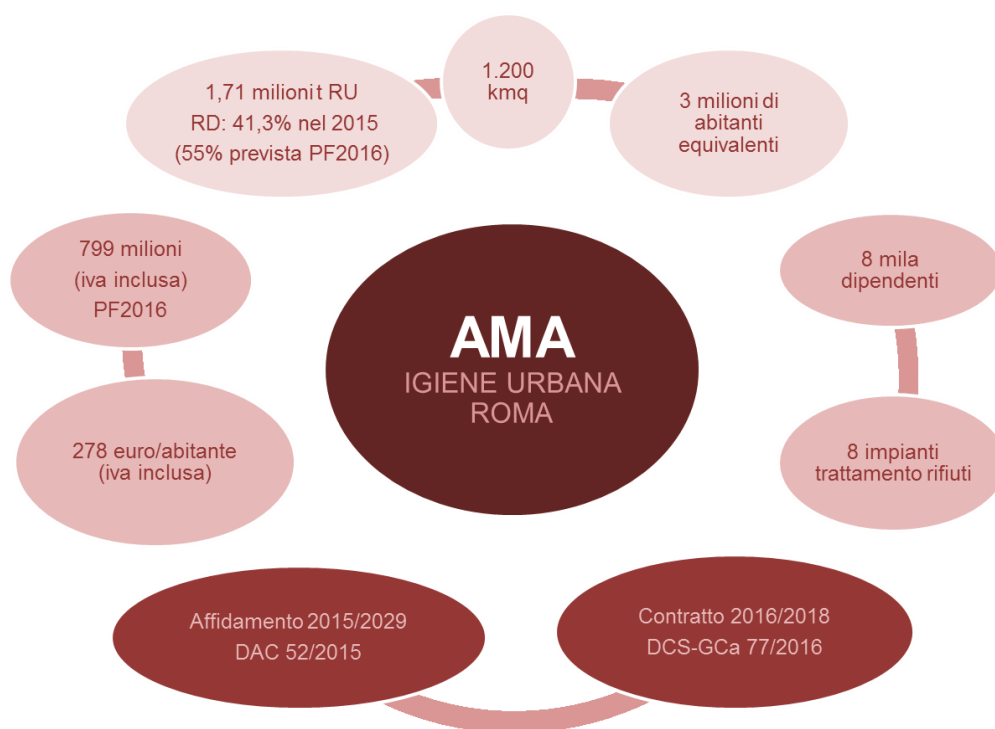 1.200
kmq
1,71 milioni t RU
RD: 41,3% nel 2015
(55% prevista PF2016)
3 milioni di
abitanti
equivalenti
799 milioni
(iva inclusa)
PF2016
8 mila
dipendenti
AMA
IGIENE URBANA
ROMA
278 euro/abitante
(iva inclusa)
8 impianti
trattamento rifiuti
Affidamento 2015/2029
DAC 52/2015
Contratto 2016/2018
DCS-GCa 77/2016